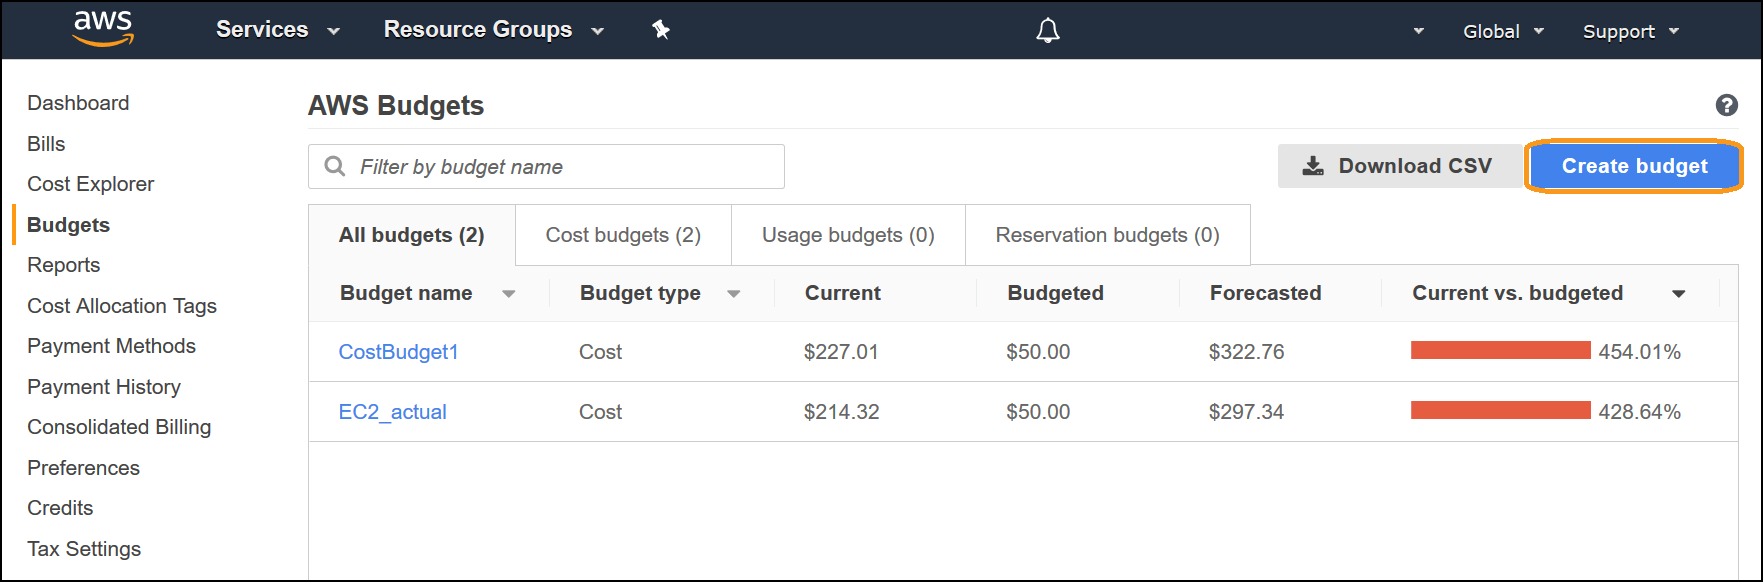 aws Services Resource Groups Global Support
Dashboard
Bills
Cost Explorer
Budgets
Reports
Cost Allocation Tags
Payment Methods
Payment History
Consolidated Billing
Preferences
Credits
Tax Settings
AWS Budgets ?
Filter by budget name Download CSV Create budget
All budgets (2) Cost budgets (2) Usage budgets (0) Reservation budgets (0)
Budget name Budget type Current Budgeted Forecasted Current vs. budgeted
CostBudget1 Cost $227.01 $50.00 $322.76 454.01%
EC2_actual Cost $214.32 $50.00 $297.34 428.64%